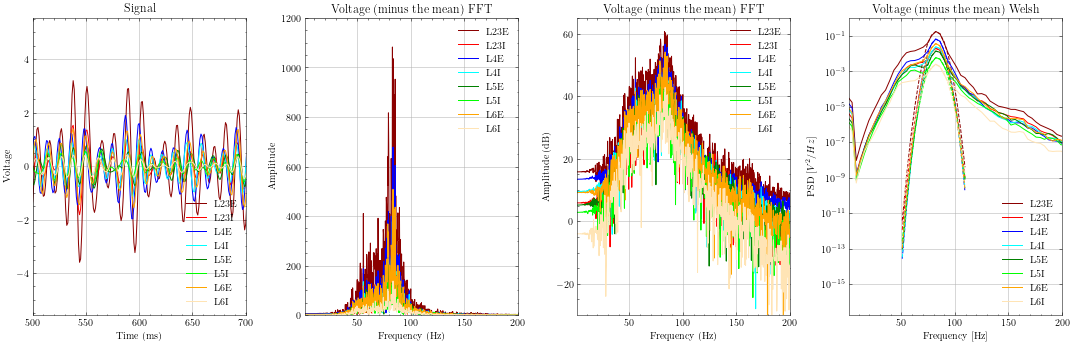 Signal
Voltage
4
2
0
−2
−4
500
550
600
650
700
Time (ms)
L23E
L23I
L4E
L4I
L5E
L5I
L6E
L6I
Voltage (minus the mean) FFT
Amplitude
1200
1000
800
600
400
200
0
50
100
150
200
Frequency (Hz)
L23E
L23I
L4E
L4I
L5E
L5I
L6E
L6I
Voltage (minus the mean) FFT
Amplitude (dB)
60
40
20
0
−20
50
100
150
200
Frequency (Hz)
L23E
L23I
L4E
L4I
L5E
L5I
L6E
L6I
Voltage (minus the mean) Welsh
PSD [V²/Hz]
10⁻¹
10⁻³
10⁻⁵
10⁻⁷
10⁻⁹
10⁻¹¹
10⁻¹³
10⁻¹⁵
50
100
150
200
Frequency [Hz]
L23E
L23I
L4E
L4I
L5E
L5I
L6E
L6I